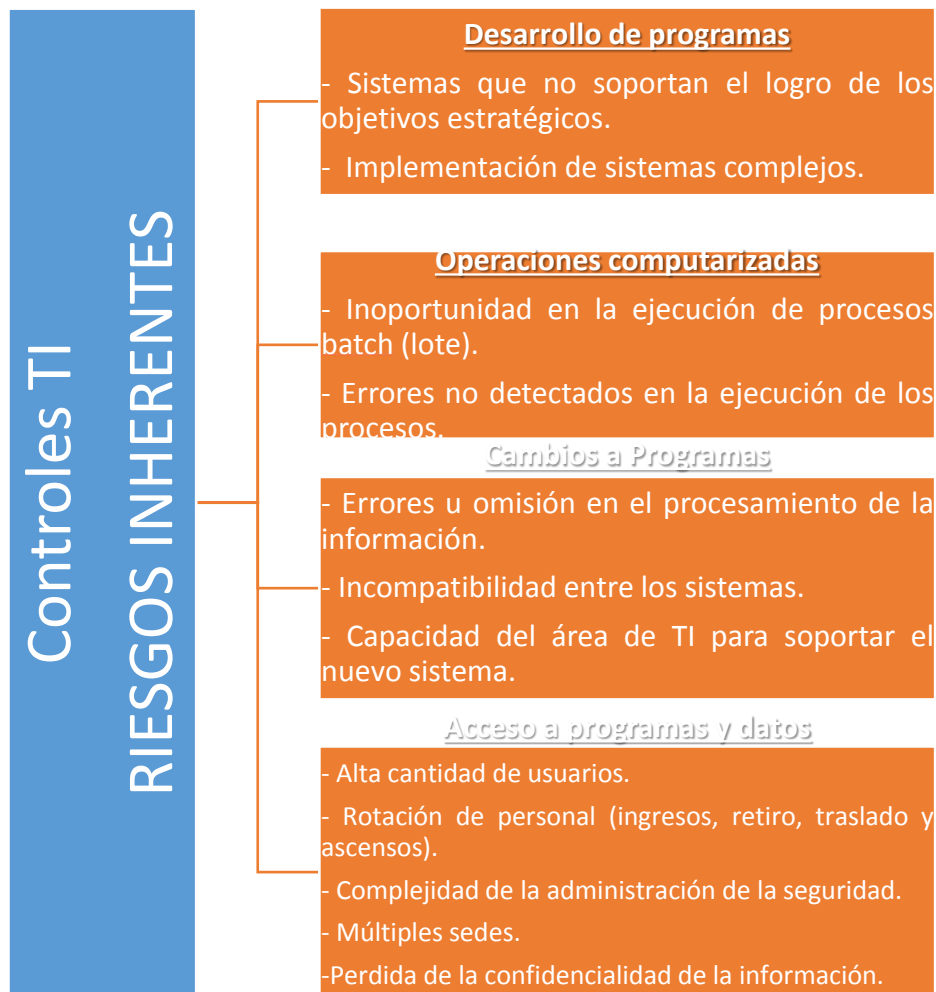 Controles TI
RIESGOS INHERENTES
Desarrollo de programas
- Sistemas que no soportan el logro de los
objetivos estratégicos.
- Implementación de sistemas complejos.
Operaciones computarizadas
- Inoportunidad en la ejecución de procesos
batch (lote).
- Errores no detectados en la ejecución de los
procesos.
Cambios a Programas
- Errores u omisión en el procesamiento de la
información.
- Incompatibilidad entre los sistemas.
- Capacidad del área de TI para soportar el
nuevo sistema.
Acceso a programas y datos
- Alta cantidad de usuarios.
- Rotación de personal (ingresos, retiro, traslado y
ascensos).
- Complejidad de la administración de la seguridad.
- Múltiples sedes.
-Perdida de la confidencialidad de la información.